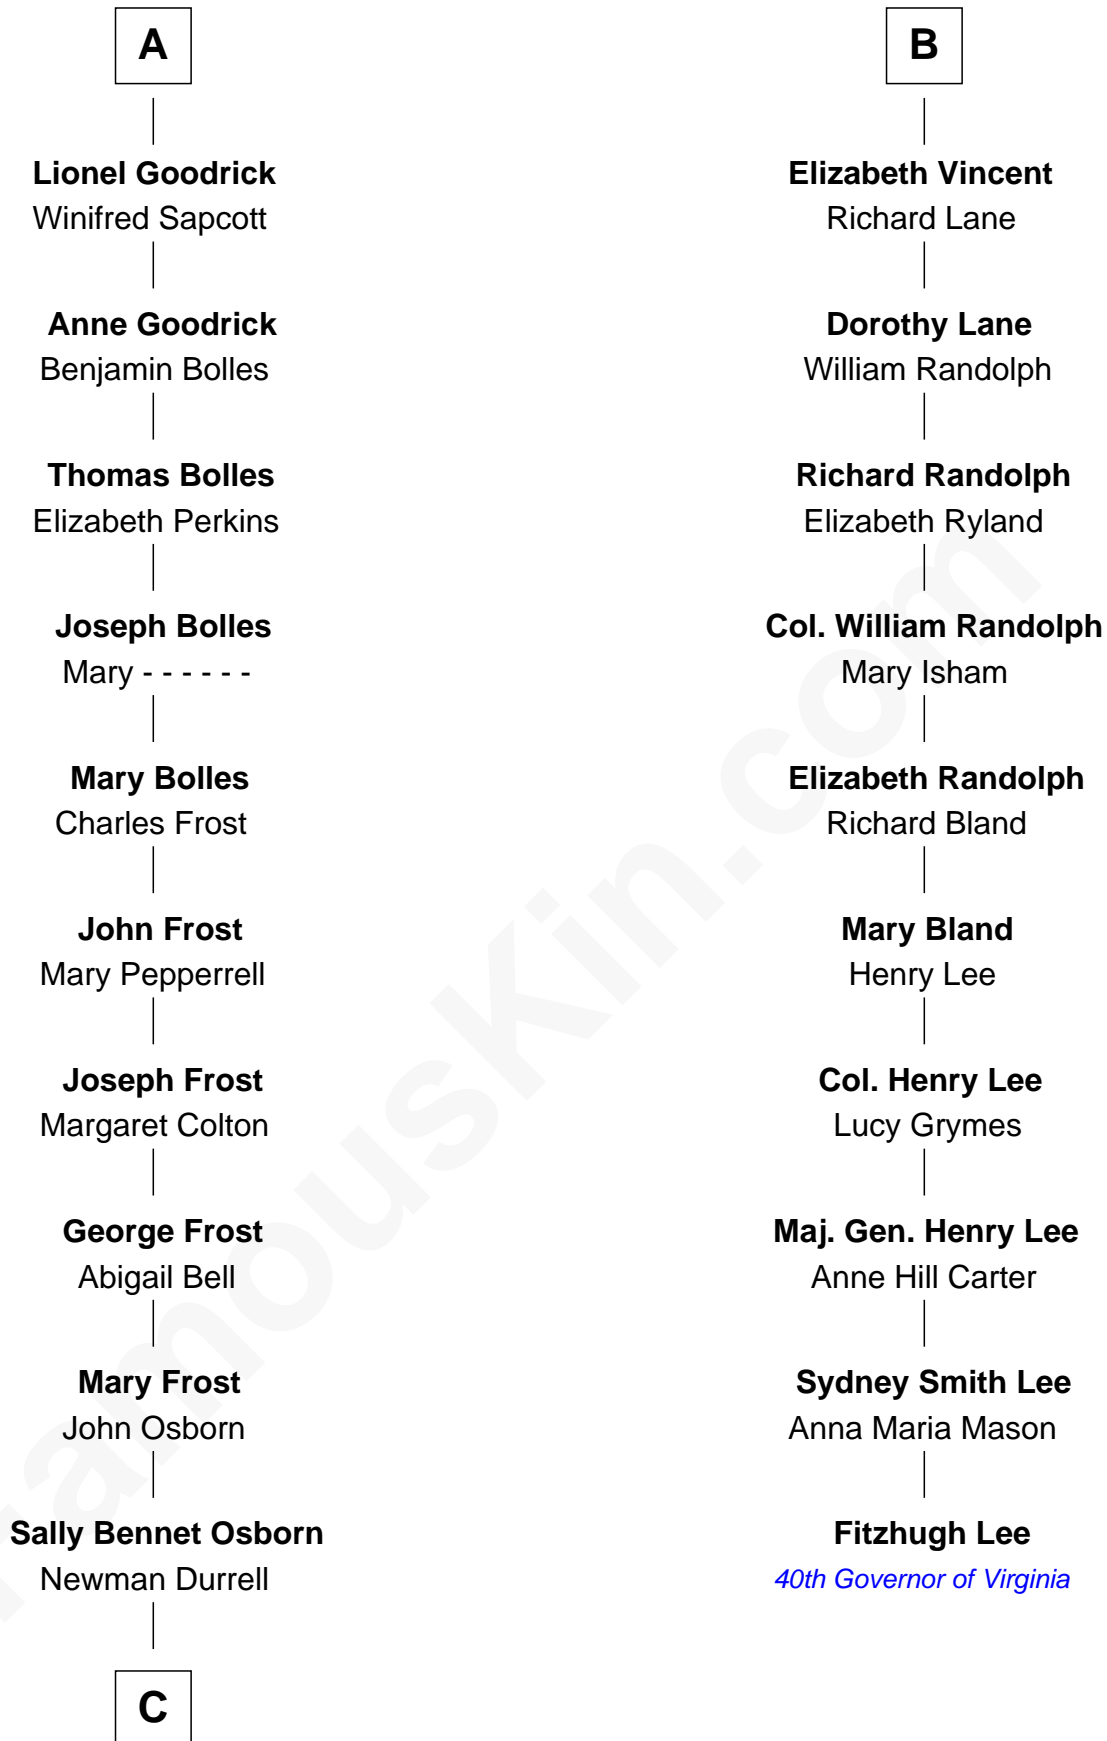 A
Lionel Goodrick
Winifred Sapcott
Anne Goodrick
Benjamin Bolles
Thomas Bolles
Elizabeth Perkins
Joseph Bolles
Mary - - - - - -
Mary Bolles
Charles Frost
John Frost
Mary Pepperrell
Joseph Frost
Margaret Colton
George Frost
Abigail Bell
Mary Frost
John Osborn
Sally Bennet Osborn
Newman Durrell
C
B
Elizabeth Vincent
Richard Lane
Dorothy Lane
William Randolph
Richard Randolph
Elizabeth Ryland
Col. William Randolph
Mary Isham
Elizabeth Randolph
Richard Bland
Mary Bland
Henry Lee
Col. Henry Lee
Lucy Grymes
Maj. Gen. Henry Lee
Anne Hill Carter
Sydney Smith Lee
Anna Maria Mason
Fitzhugh Lee
40th Governor of Virginia
FamousKin.com